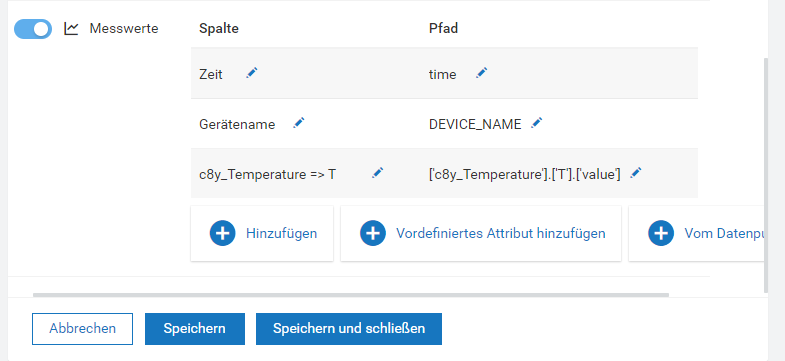 Messwerte Spalte Pfad
Zeit time
Gerätename DEVICE_NAME
c8y_Temperature => T ['c8y_Temperature'].['T'].['value']
Hinzufügen Vordefiniertes Attribut hinzufügen Vom Datenpu
Abbrechen Speichern Speichern und schließen